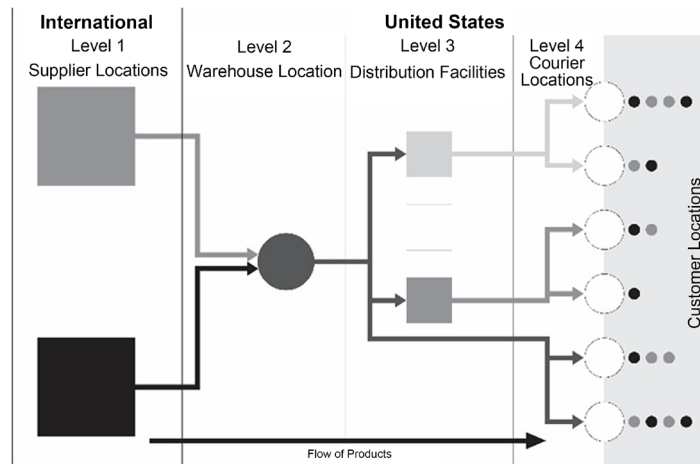 International
United States
Level 1
Supplier Locations
Level 2
Warehouse Location
Level 3
Distribution Facilities
Level 4
Courier
Locations
Customer Locations
Flow of Products